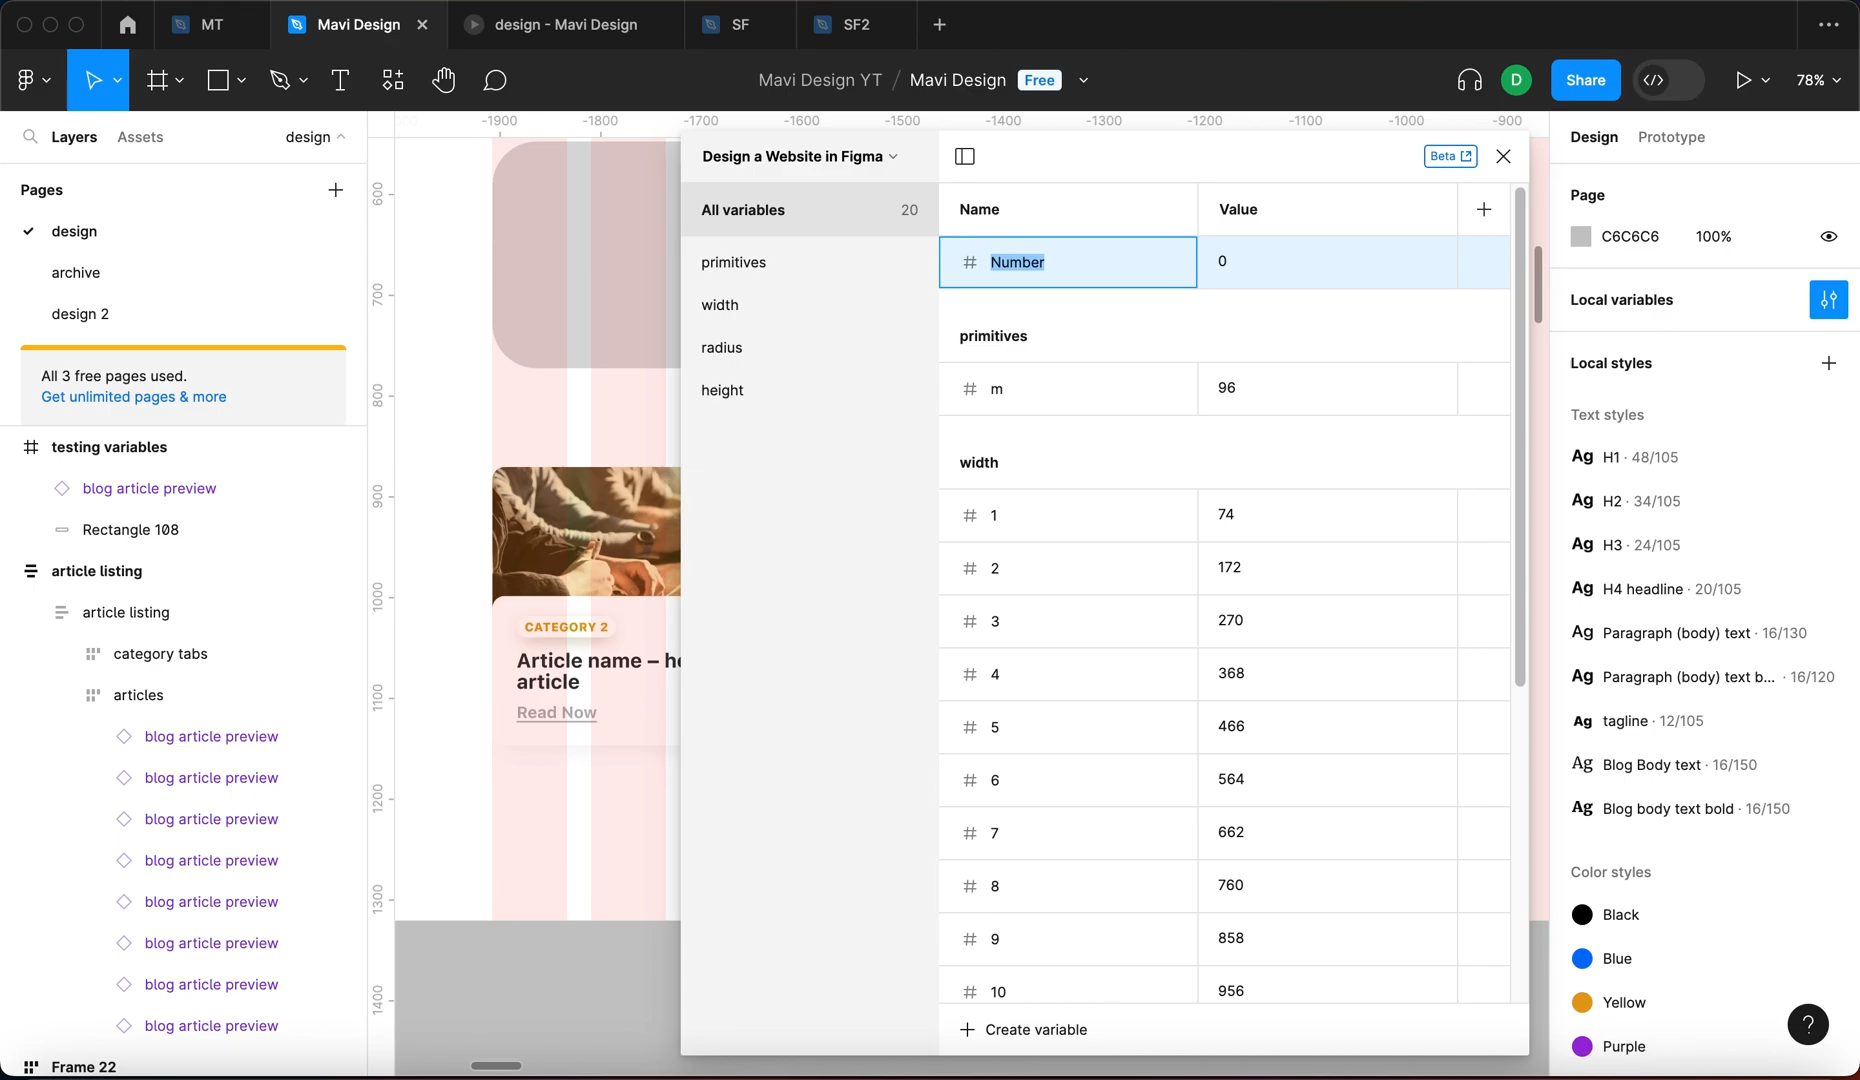 MT
Mavi Design
design - Mavi Design
SF
SF2
Mavi Design YT / Mavi Design Free
D
Share
78%
Layers
Assets
design
Pages
design
archive
design 2
All 3 free pages used.
Get unlimited pages & more
testing variables
blog article preview
Rectangle 108
article listing
article listing
category tabs
articles
blog article preview
blog article preview
blog article preview
blog article preview
blog article preview
blog article preview
blog article preview
blog article preview
Frame 22
-1900
-1800
-1700
-1600
-1500
-1400
-1300
-1200
-1100
-1000
-900
600
700
800
900
1000
1100
1200
1300
1400
CATEGORY 2
Article name – he
article
Read Now
Design a Website in Figma
Beta
All variables 20
primitives
width
radius
height
Name
Value
# Number 0
primitives
# m 96
width
# 1 74
# 2 172
# 3 270
# 4 368
# 5 466
# 6 564
# 7 662
# 8 760
# 9 858
# 10 956
+ Create variable
Design
Prototype
Page
C6C6C6 100%
Local variables
Local styles
Text styles
Ag H1 · 48/105
Ag H2 · 34/105
Ag H3 · 24/105
Ag H4 headline · 20/105
Ag Paragraph (body) text · 16/130
Ag Paragraph (body) text b... · 16/120
Ag tagline · 12/105
Ag Blog Body text · 16/150
Ag Blog body text bold · 16/150
Color styles
Black
Blue
Yellow
Purple
?